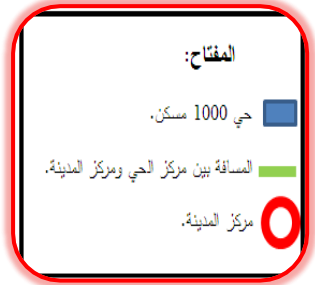 المفتاح:
حي 1000 مسكن.
المسافة بين مركز الحي ومركز المدينة.
مركز المدينة.